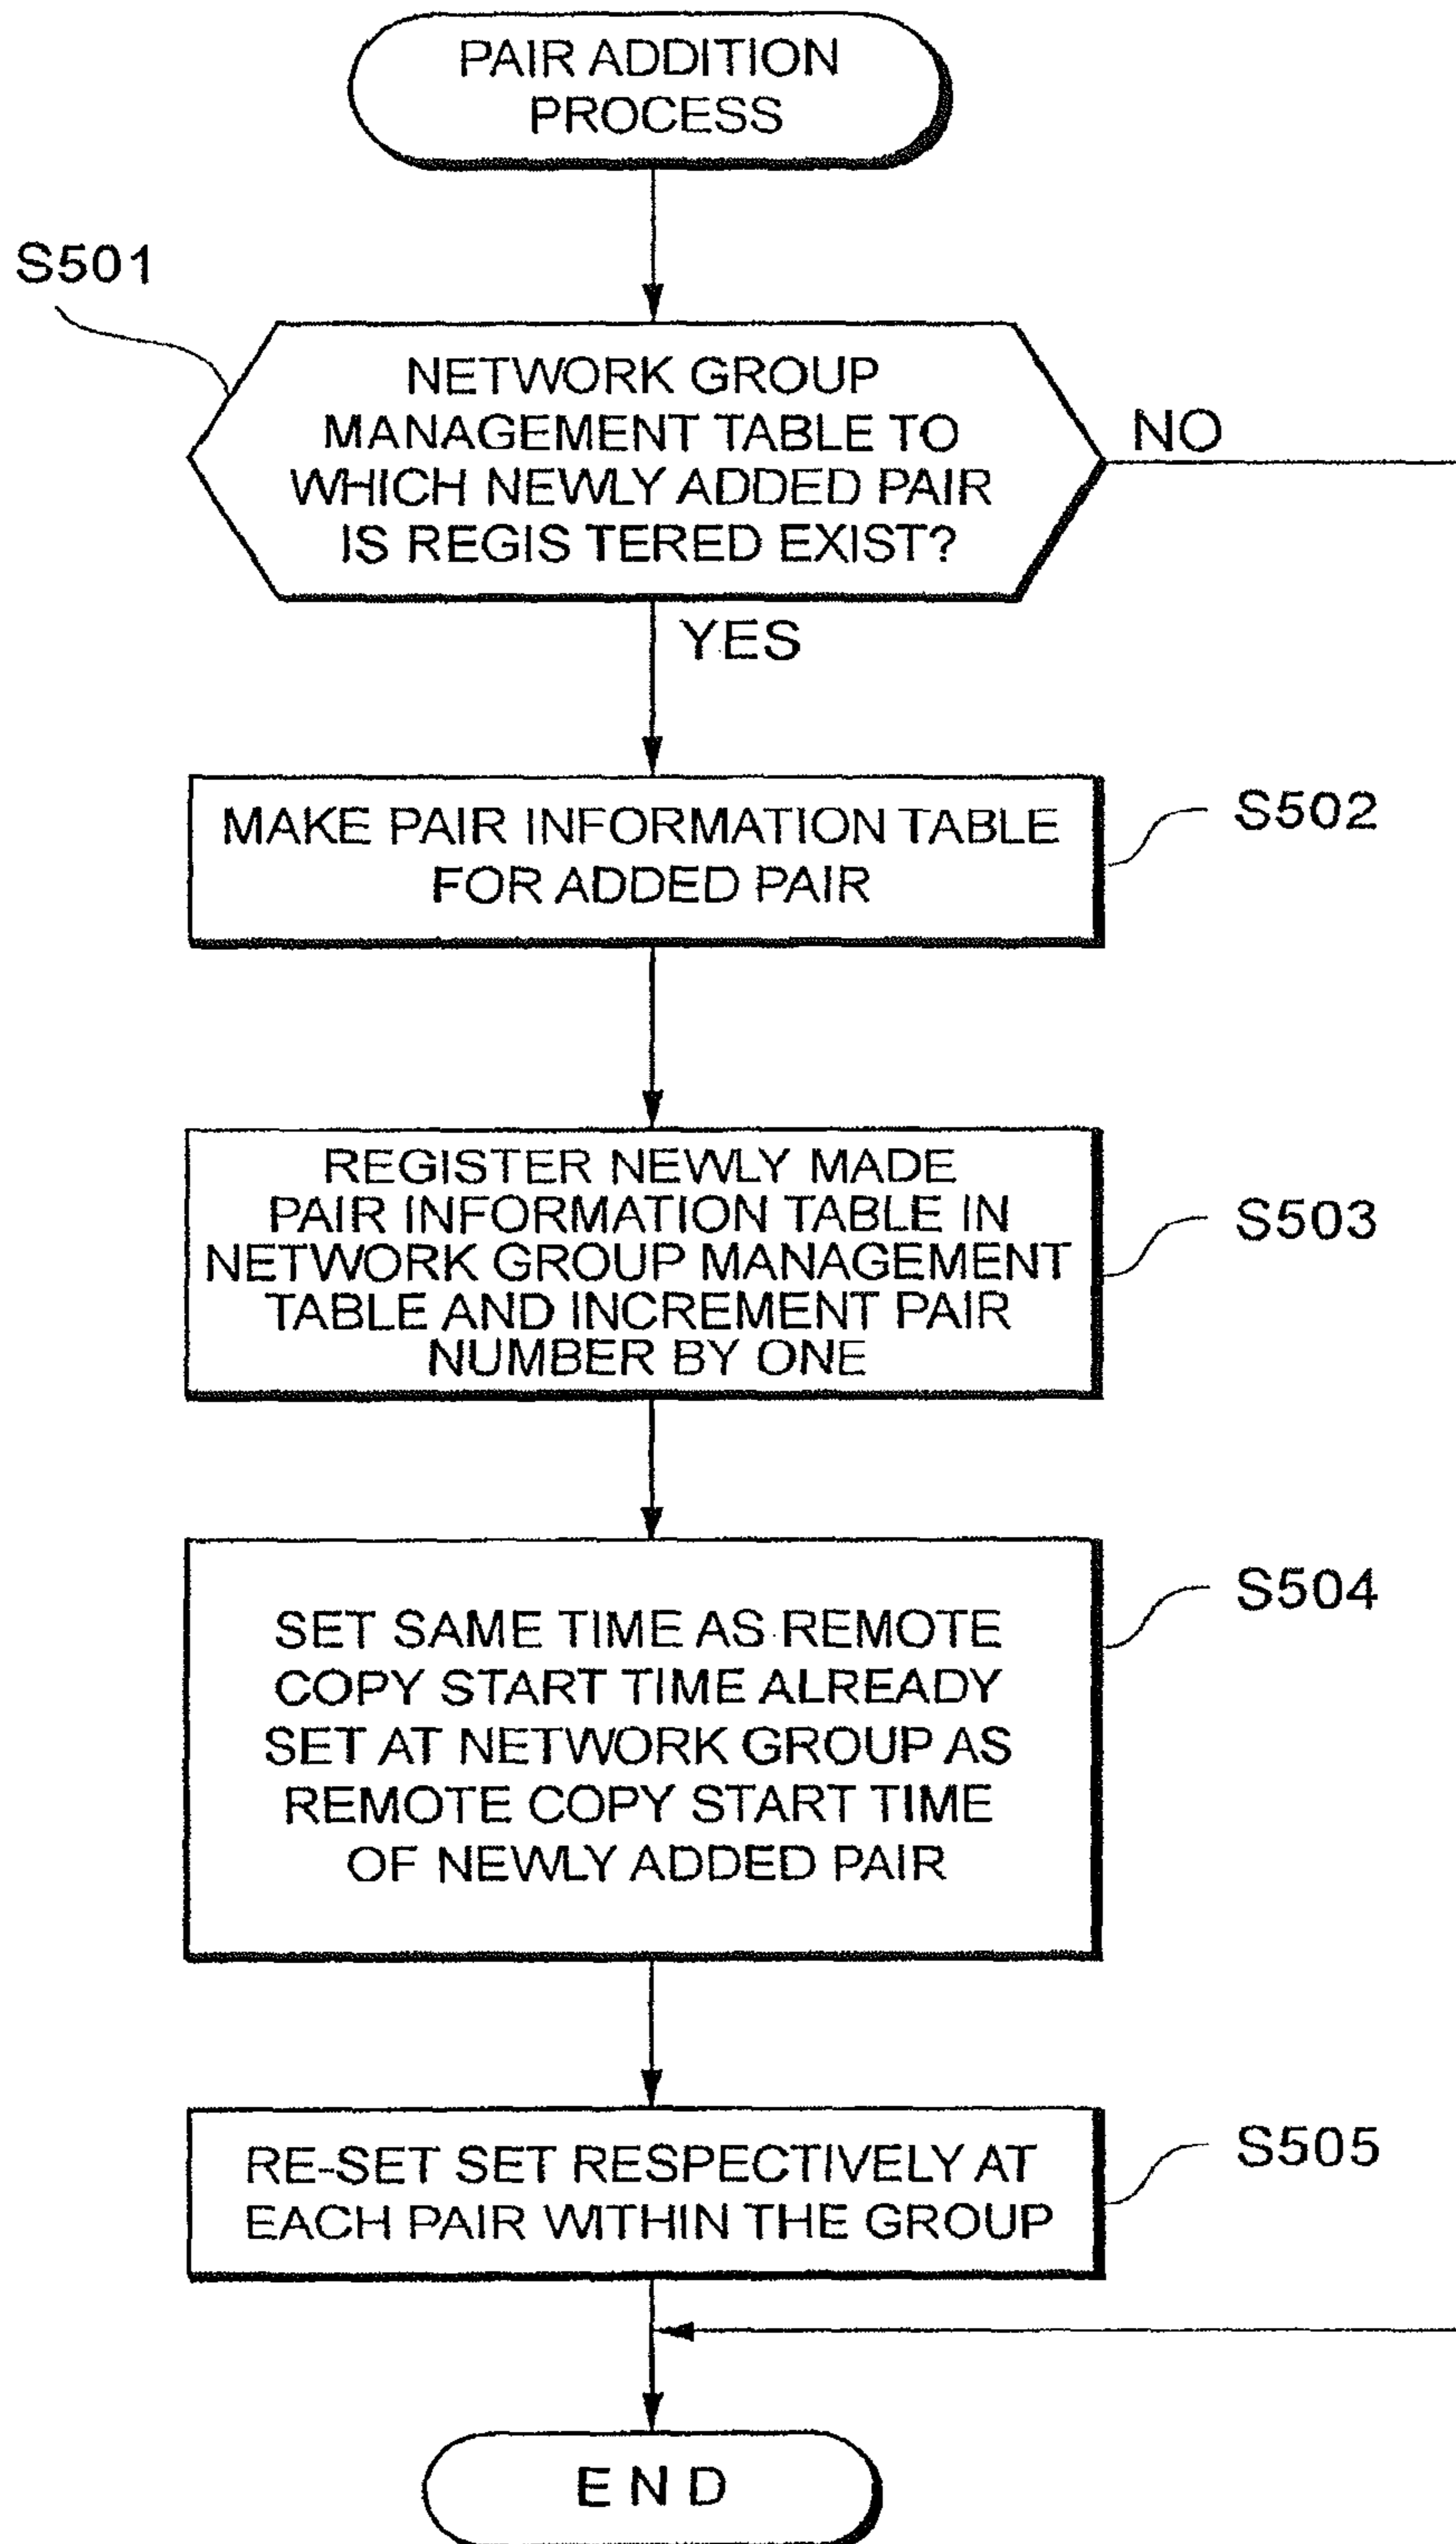 PAIR ADDITION
PROCESS
S501
NETWORK GROUP
MANAGEMENT TABLE TO
WHICH NEWLY ADDED PAIR
IS REGIS TERED EXIST?
NO
YES
MAKE PAIR INFORMATION TABLE
FOR ADDED PAIR
S502
REGISTER NEWLY MADE
PAIR INFORMATION TABLE IN
NETWORK GROUP MANAGEMENT
TABLE AND INCREMENT PAIR
NUMBER BY ONE
S503
SET SAME TIME AS REMOTE
COPY START TIME ALREADY
SET AT NETWORK GROUP AS
REMOTE COPY START TIME
OF NEWLY ADDED PAIR
S504
RE-SET SET RESPECTIVELY AT
EACH PAIR WITHIN THE GROUP
S505
E N D